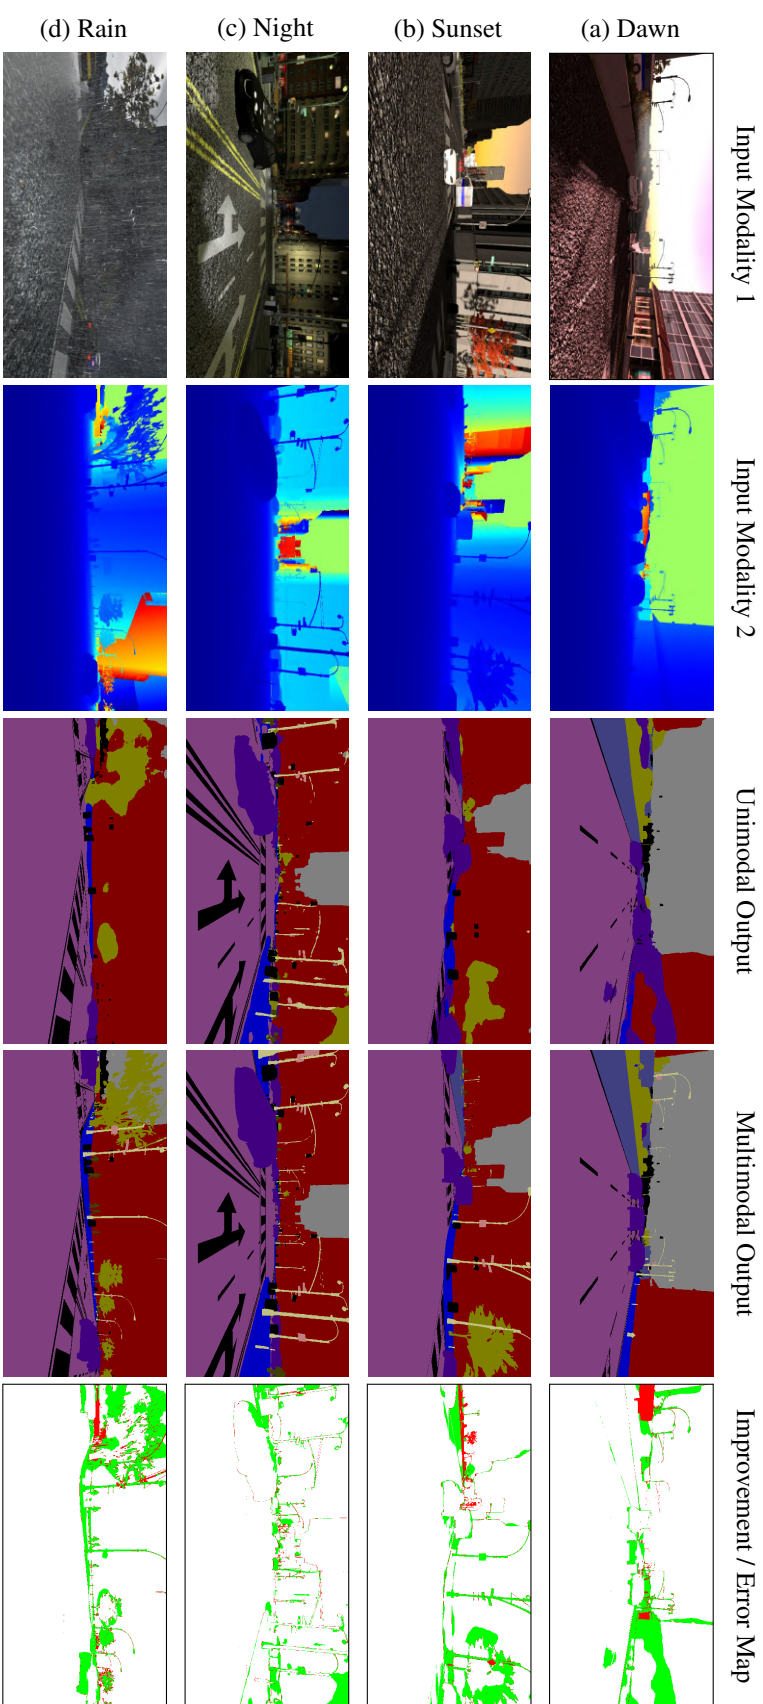 Input Modality 1
Input Modality 2
Unimodal Output
Multimodal Output
Improvement / Error Map
(a) Dawn
(b) Sunset
(c) Night
(d) Rain